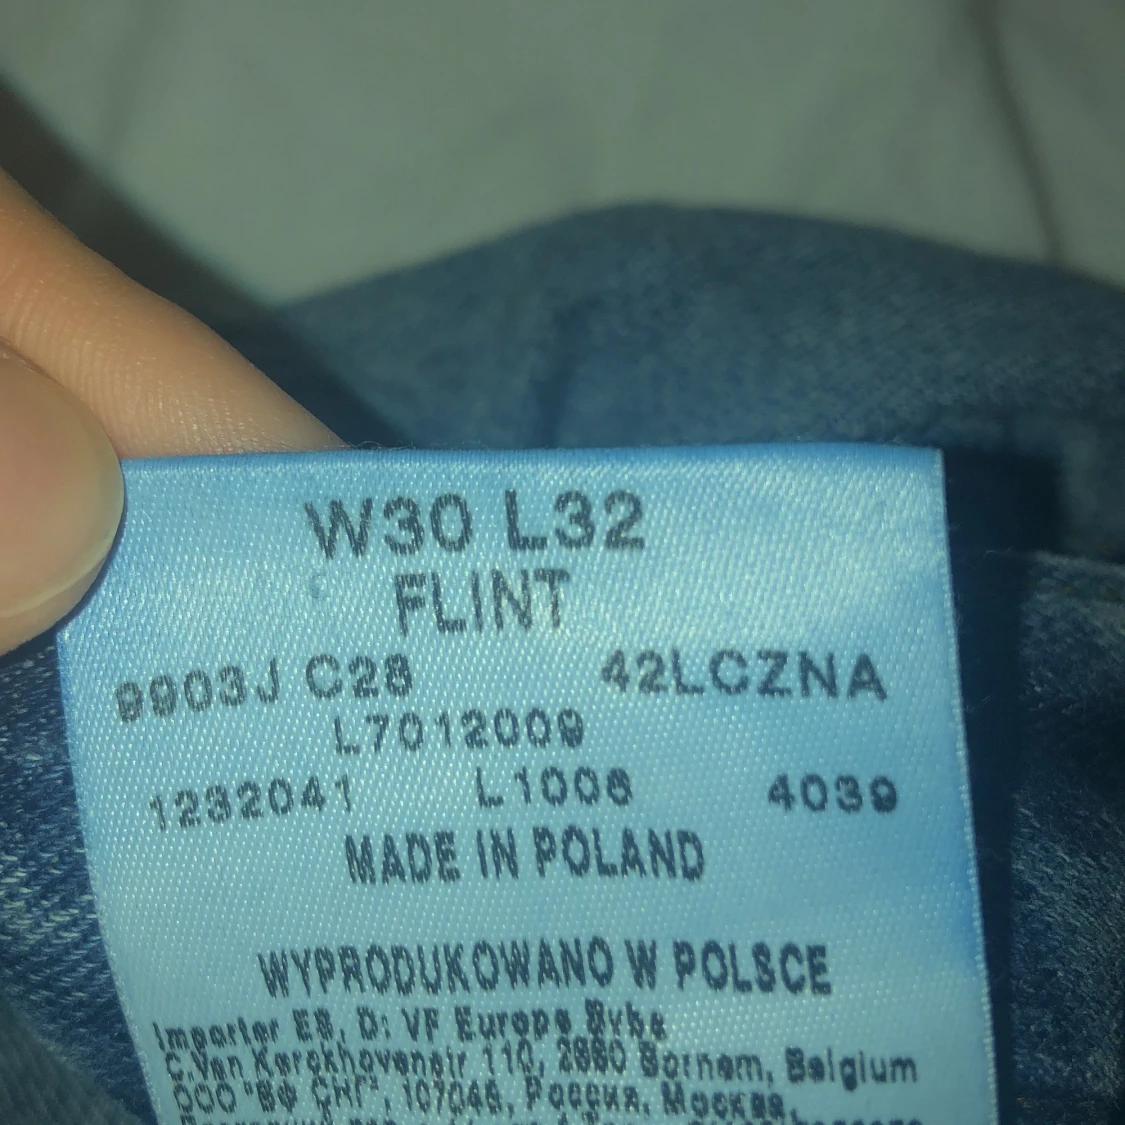 W30 L32
FLINT
9903J C28 42LCZNA
L7012009
1232041 L1006 4039
MADE IN POLAND
WYPRODUKOWANO W POLSCE
Importer ES, D: VF Europe Bvba
C.Van Kerckhovenstr 110, 2880 Bornem, Belgium
ООО "ВФ СНГ", 107046, Россия, Москва,